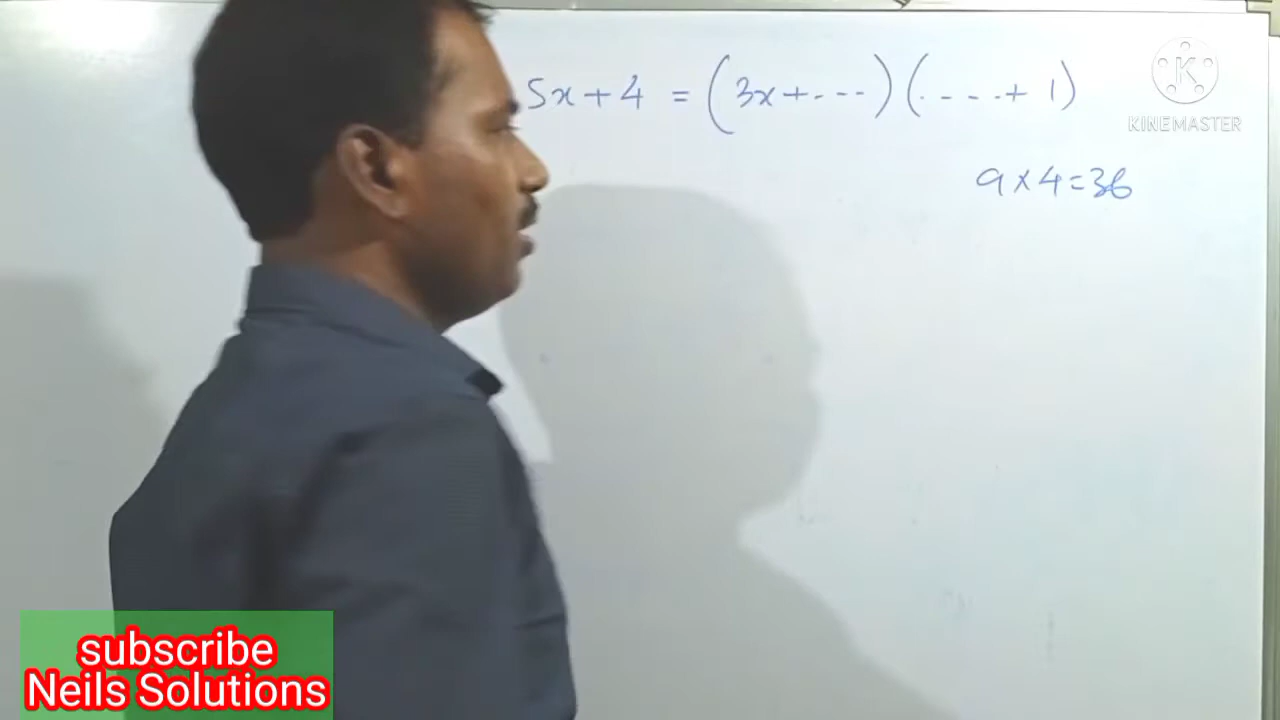 5x + 4 = (3x + ....)(.... + 1)
9 × 4 = 36
KINEMASTER
subscribe
Neils Solutions